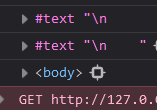 #text "\n
#text "\n    "
<body>
GET http://127.0.